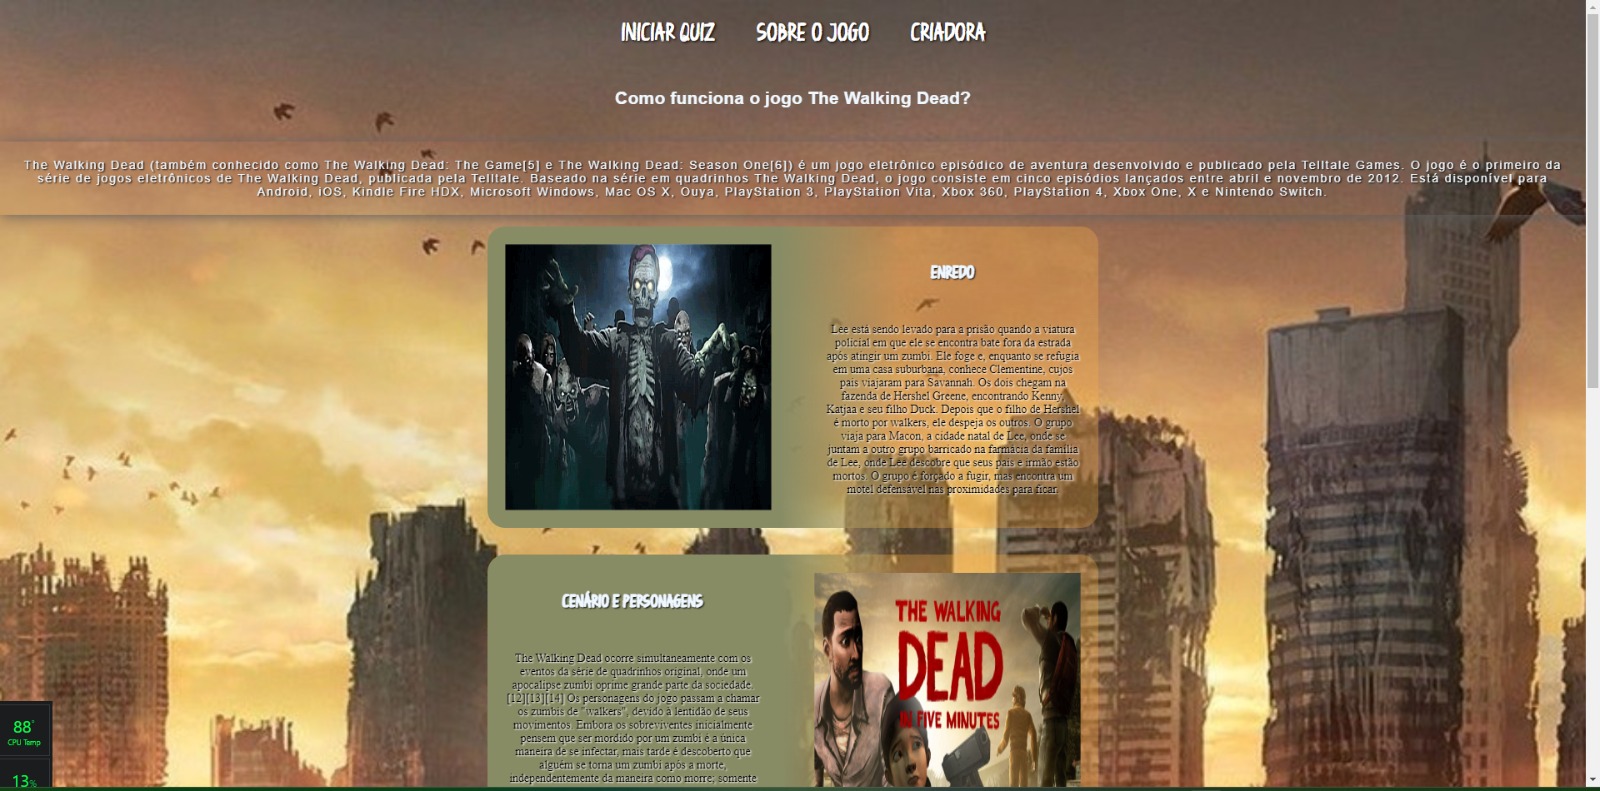 INICIAR QUIZ SOBRE O JOGO CRIADORA
Como funciona o jogo The Walking Dead?
The Walking Dead (também conhecido como The Walking Dead: The Game[5] e The Walking Dead: Season One[6]) é um jogo eletrônico episódico de aventura desenvolvido e publicado pela Telltale Games. O jogo é o primeiro da
série de jogos eletrônicos de The Walking Dead, publicada pela Telltale. Baseado na série em quadrinhos The Walking Dead, o jogo consiste em cinco episódios lançados entre abril e novembro de 2012. Está disponível para
Android, iOS, Kindle Fire HDX, Microsoft Windows, Mac OS X, Ouya, PlayStation 3, PlayStation Vita, Xbox 360, PlayStation 4, Xbox One, X e Nintendo Switch.
ENREDO
Lee está sendo levado para a prisão quando a viatura
policial em que ele se encontra bate fora da estrada
após atingir um zumbi. Ele foge e, enquanto se refugia
em uma casa suburbana, conhece Clementine, cujos
pais viajaram para Savannah. Os dois chegam na
fazenda de Hershel Greene, encontrando Kenny,
Katjaa e seu filho Duck. Depois que o filho de Hershel
é morto por walkers, ele despeja os outros. O grupo
viaja para Macon, a cidade natal de Lee, onde se
juntam a outro grupo barricado na farmácia da família
de Lee, onde Lee descobre que seus pais e irmão estão
mortos. O grupo é forçado a fugir, mas encontra um
motel defensável nas proximidades para ficar.
CENÁRIO E PERSONAGENS
The Walking Dead ocorre simultaneamente com os
eventos da série de quadrinhos original, onde um
apocalipse zumbi oprime grande parte da sociedade.
[12][13][14] Os personagens do jogo passam a chamar
os zumbis de "walkers", devido à lentidão de seus
movimentos. Embora os sobreviventes inicialmente
pensem que ser mordido por um zumbi é a única
maneira de se infectar, mais tarde é descoberto que
alguém se torna um zumbi após a morte,
independentemente da maneira como morre; somente
THE WALKING
DEAD
IN FIVE MINUTES
88°
CPU Temp
13%